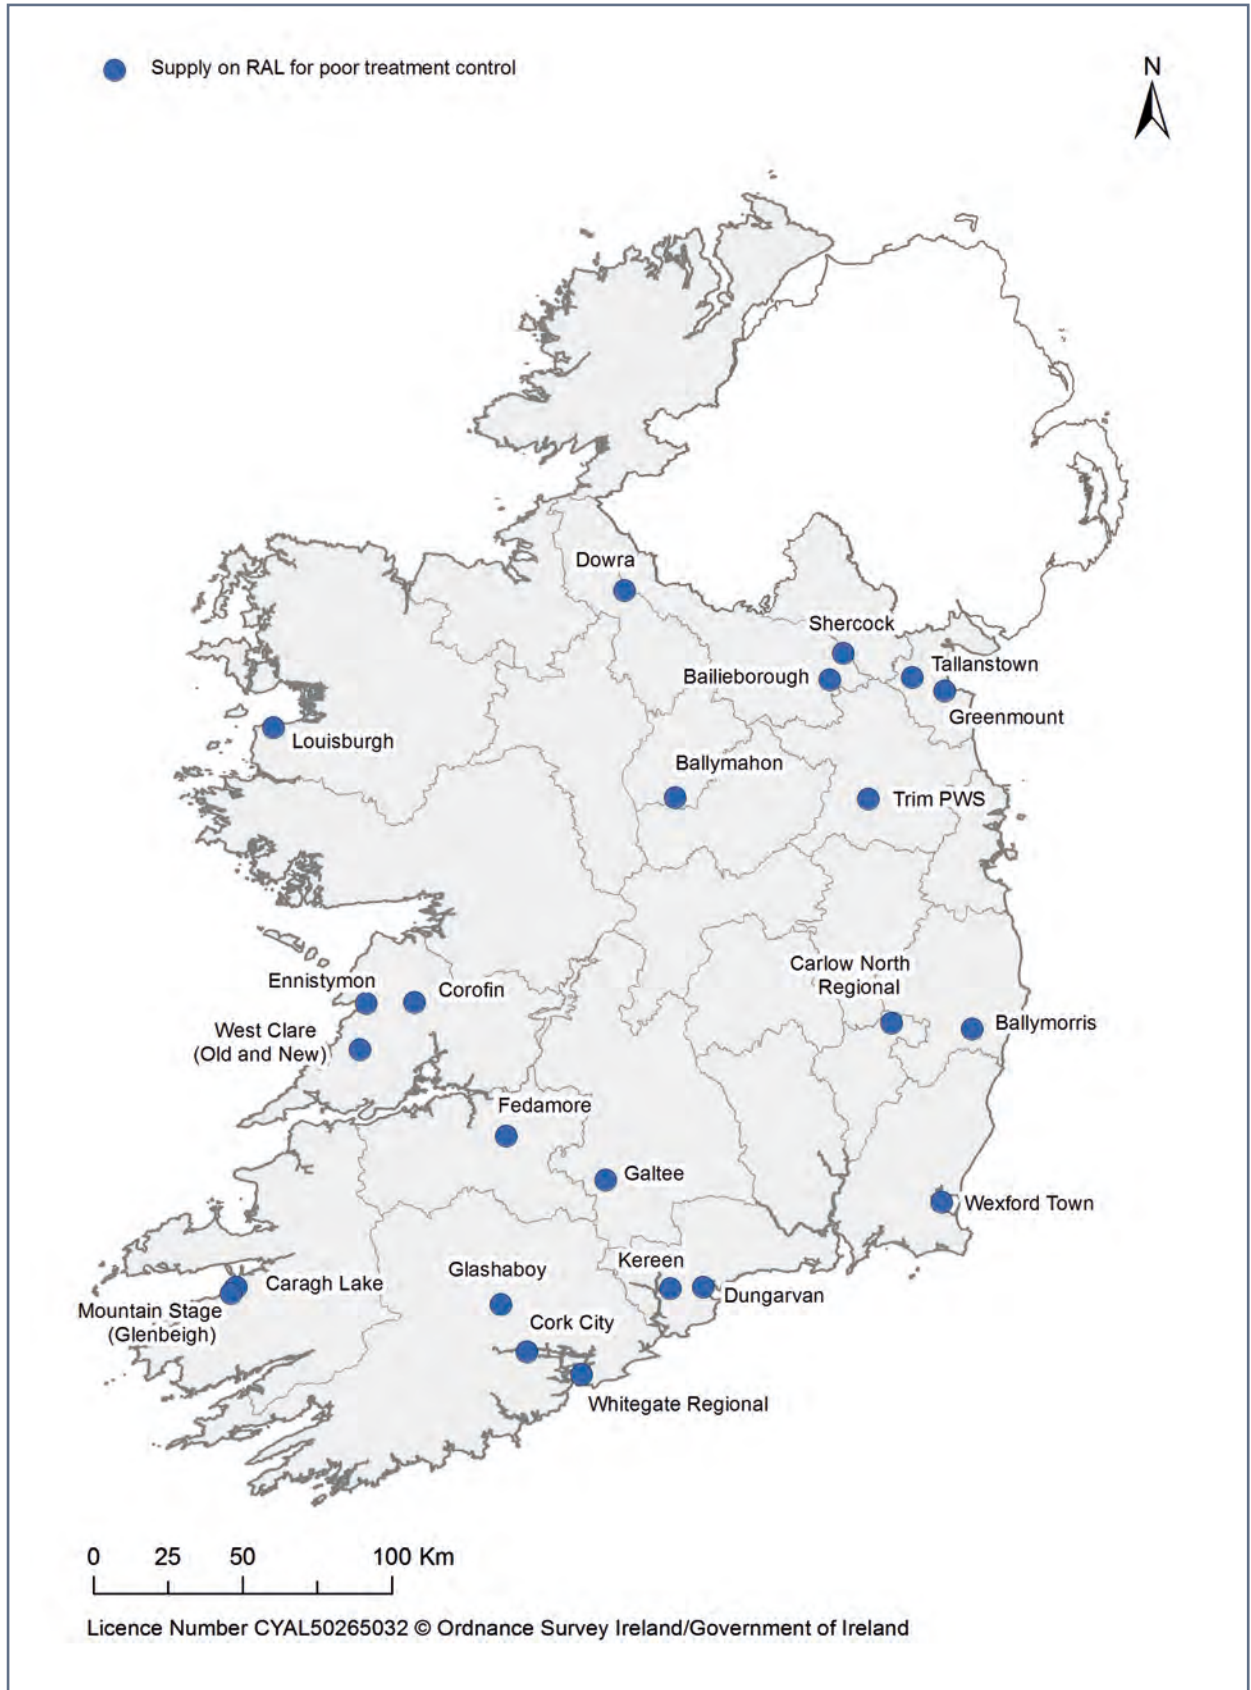 Supply on RAL for poor treatment control
N
Dowra
Shercock
Tallanstown
Bailieborough
Greenmount
Louisburgh
Ballymahon
Trim PWS
Carlow North
Regional
Ennistymon
Corofin
West Clare
(Old and New)
Ballymorris
Fedamore
Galtee
Wexford Town
Kereen
Glashaboy
Caragh Lake
Dungarvan
Mountain Stage
(Glenbeigh)
Cork City
Whitegate Regional
0 25 50 100 Km
Licence Number CYAL50265032 © Ordnance Survey Ireland/Government of Ireland